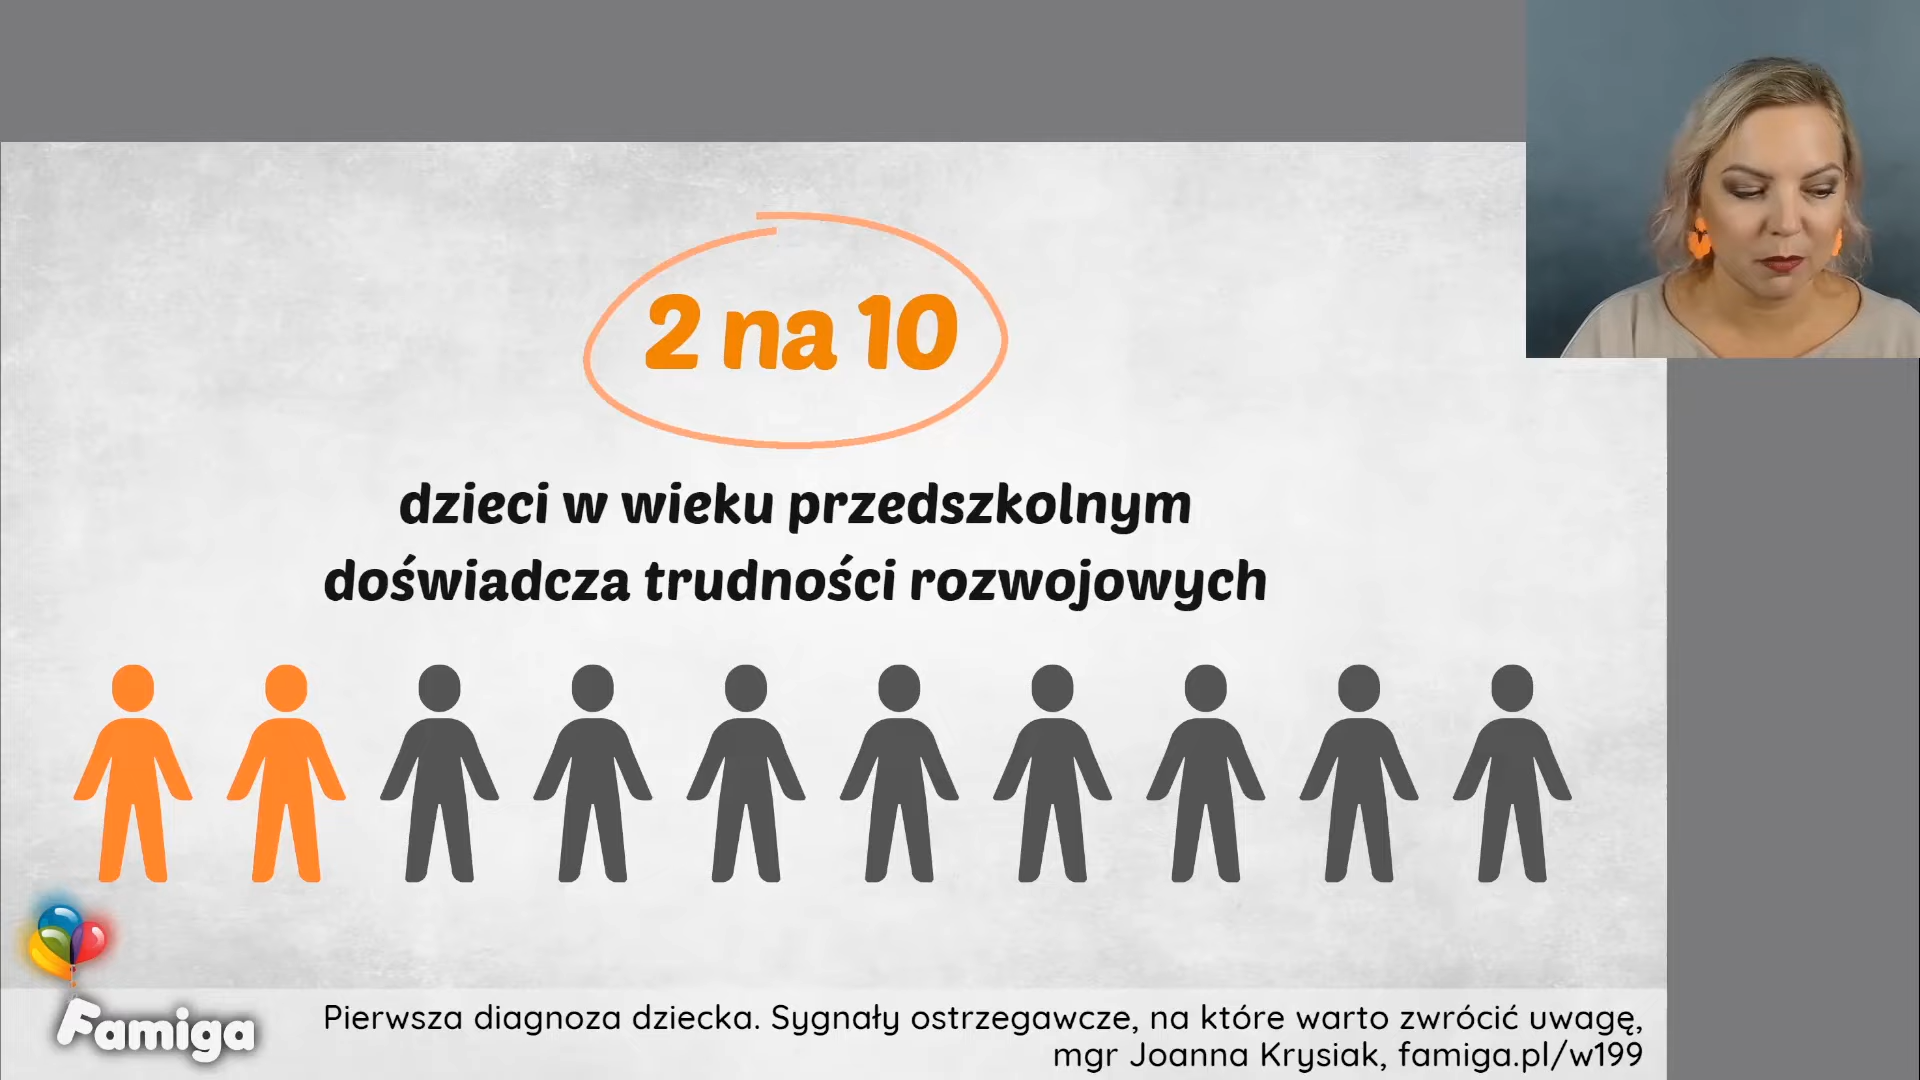 2 na 10
dzieci w wieku przedszkolnym
doświadcza trudności rozwojowych
Famiga
Pierwsza diagnoza dziecka. Sygnały ostrzegawcze, na które warto zwrócić uwagę,
mgr Joanna Krysiak, famiga.pl/w199